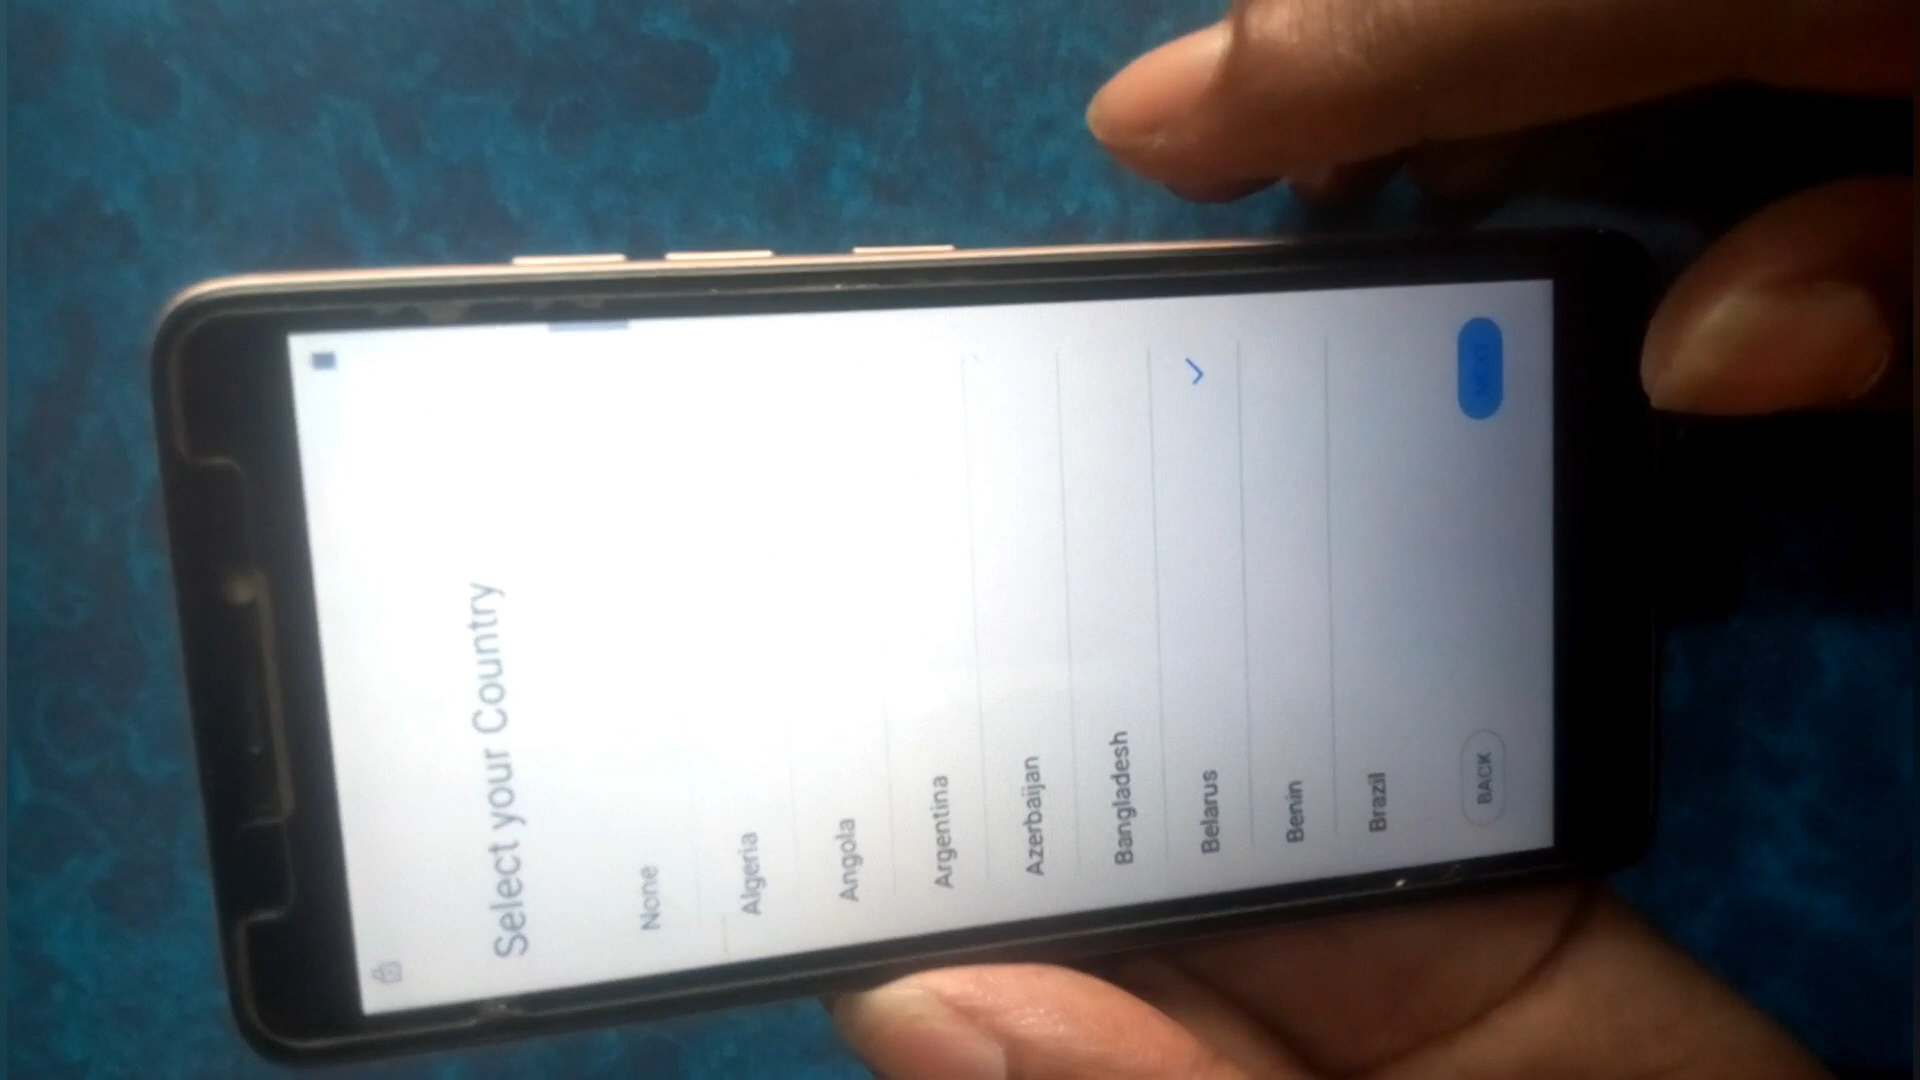 Select your Country
None
Algeria
Angola
Argentina
Azerbaijan
Bangladesh
Belarus
Benin
Brazil
BACK
NEXT